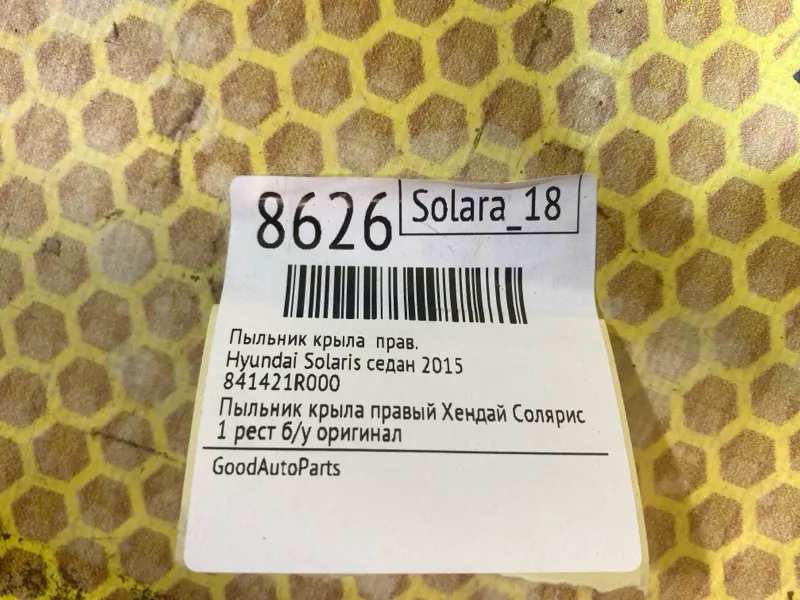 8626 Solara_18
Пыльник крыла прав.
Hyundai Solaris седан 2015
841421R000
Пыльник крыла правый Хендай Солярис
1 рест б/у оригинал
GoodAutoParts